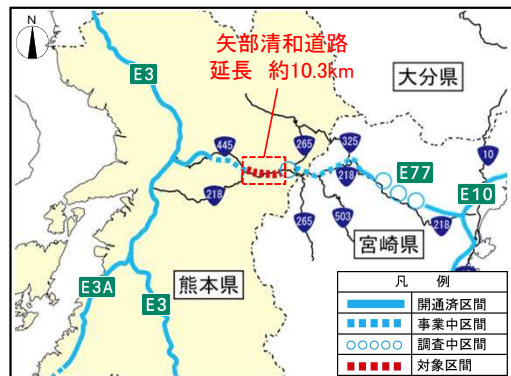 N
E3
矢部清和道路
延長 約10.3km
大分県
445
265
325
10
E77
218
218
E10
218
265
503
宮崎県
E3A
E3
熊本県
凡 例
開通済区間
事業中区間
調査中区間
対象区間